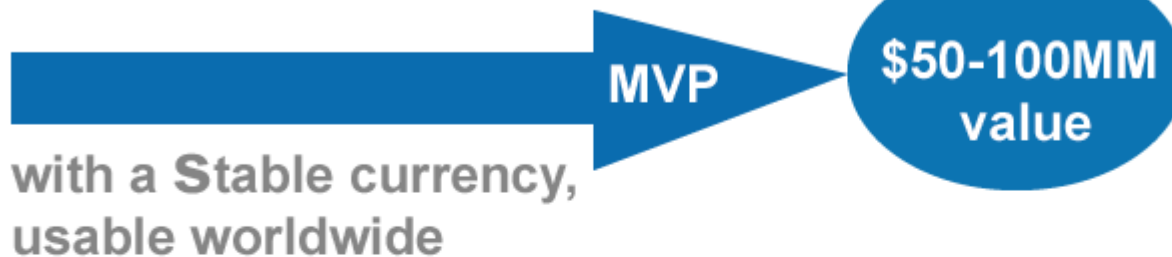 MVP
$50-100MM
value
with a Stable currency,
usable worldwide